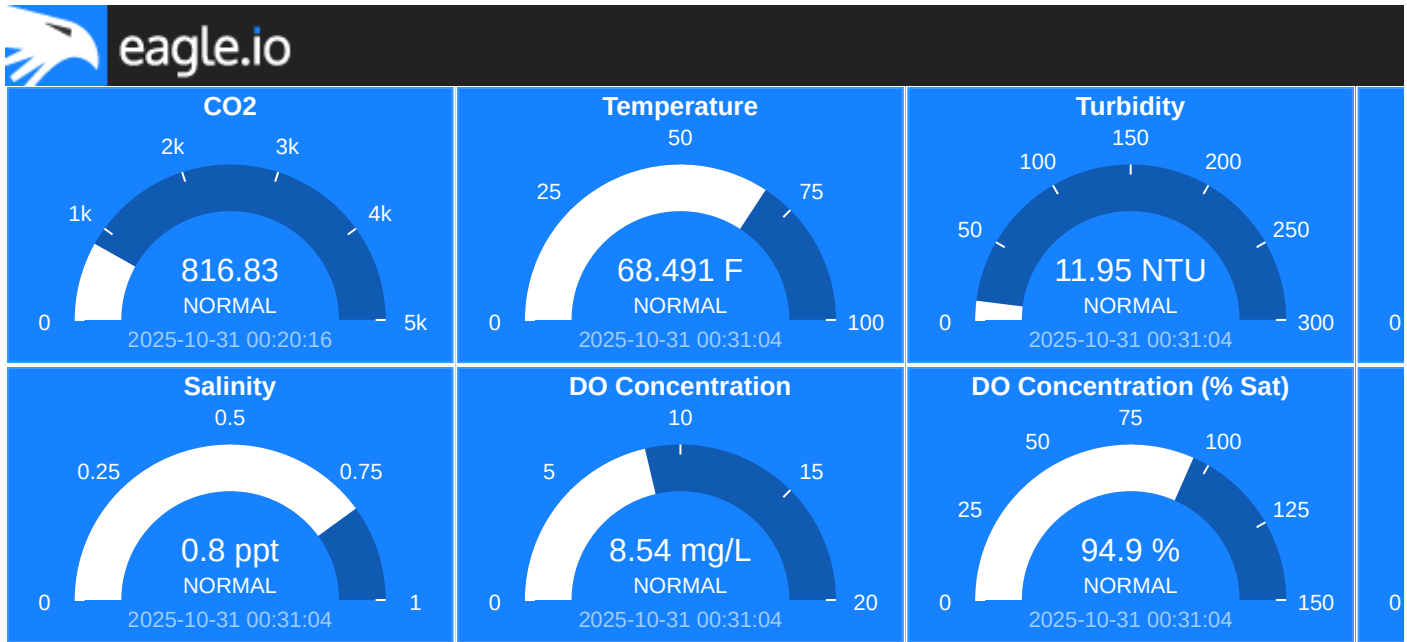 eagle.io
CO2
2k
3k
1k
4k
816.83
NORMAL
0
5k
2025-10-31 00:20:16
Temperature
50
25
75
68.491 F
NORMAL
0
100
2025-10-31 00:31:04
Turbidity
150
100
200
50
250
11.95 NTU
NORMAL
0
300
2025-10-31 00:31:04
0
Salinity
0.5
0.25
0.75
0.8 ppt
NORMAL
0
1
2025-10-31 00:31:04
DO Concentration
10
5
15
8.54 mg/L
NORMAL
0
20
2025-10-31 00:31:04
DO Concentration (% Sat)
75
50
100
25
125
94.9 %
NORMAL
0
150
2025-10-31 00:31:04
0